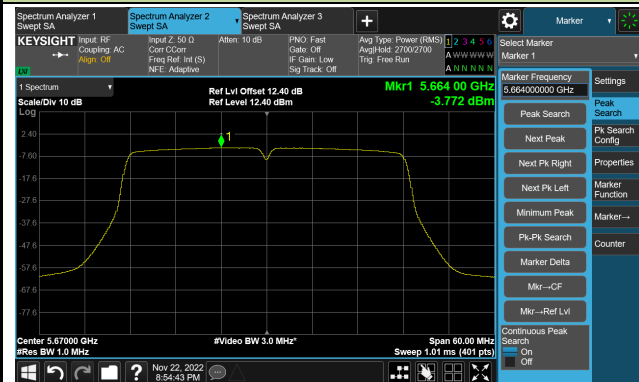 Spectrum Analyzer 1
Swept SA
Spectrum Analyzer 2
Swept SA
Spectrum Analyzer 3
Swept SA
Marker
KEYSIGHT
Input: RF
Coupling: AC
Align: Off
Input Z: 50 Ω
Corr CCorr
Freq Ref: Int (S)
NFE: Adaptive
Atten: 10 dB
PNO: Fast
Gate: Off
IF Gain: Low
Sig Track: Off
Avg Type: Power (RMS)
Avg|Hold: 2700/2700
Trig: Free Run
1 2 3 4 5 6
A W W W W W
A N N N N N
Select Marker
Marker 1
1 Spectrum
Scale/Div 10 dB
Ref Lvl Offset 12.40 dB
Ref Level 12.40 dBm
Mkr1 5.664 00 GHz
-3.772 dBm
Log
2.40
-7.60
-17.6
-27.6
-37.6
-47.6
-57.6
-67.6
-77.6
1
Center 5.67000 GHz
#Res BW 1.0 MHz
#Video BW 3.0 MHz*
Span 60.00 MHz
Sweep 1.01 ms (401 pts)
Marker Frequency
5.664000000 GHz
Peak Search
Next Peak
Next Pk Right
Next Pk Left
Minimum Peak
Pk-Pk Search
Marker Delta
Mkr→CF
Mkr→Ref Lvl
Continuous Peak
Search
On
Off
Settings
Peak
Search
Pk Search
Config
Properties
Marker
Function
Marker→
Counter
Nov 22, 2022
8:54:43 PM